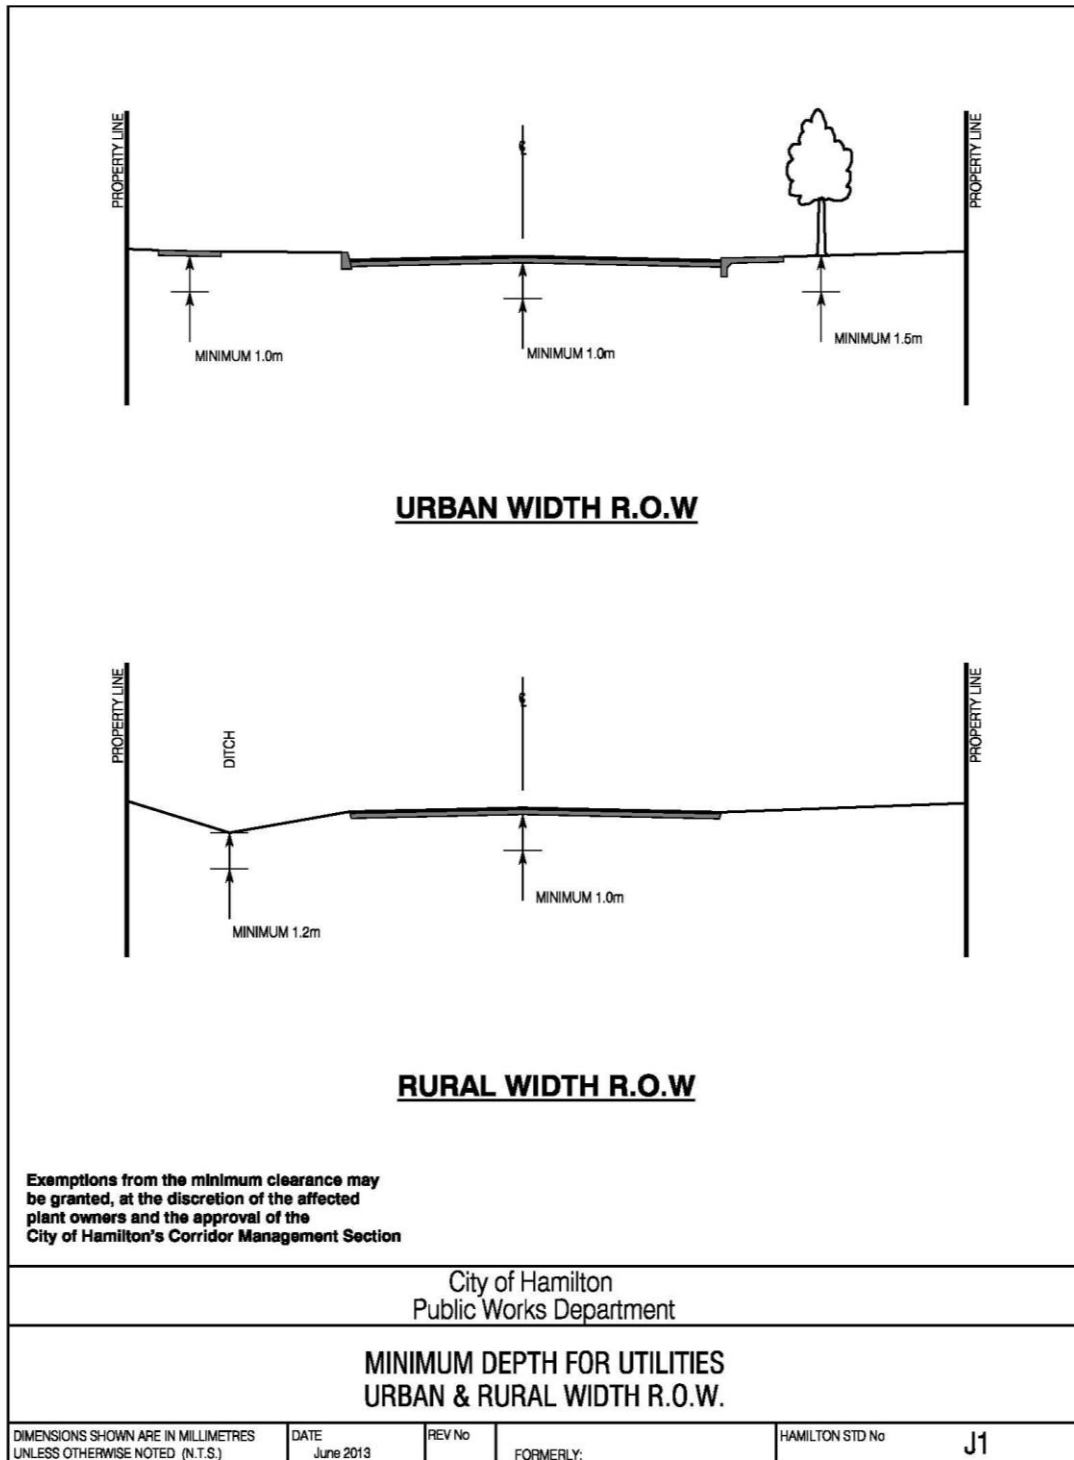 PROPERTY LINE
℄
PROPERTY LINE
MINIMUM 1.0m
MINIMUM 1.0m
MINIMUM 1.5m
URBAN WIDTH R.O.W
PROPERTY LINE
DITCH
℄
PROPERTY LINE
MINIMUM 1.0m
MINIMUM 1.2m
RURAL WIDTH R.O.W
Exemptions from the minimum clearance may
be granted, at the discretion of the affected
plant owners and the approval of the
City of Hamilton's Corridor Management Section
City of Hamilton
Public Works Department
MINIMUM DEPTH FOR UTILITIES
URBAN & RURAL WIDTH R.O.W.
DIMENSIONS SHOWN ARE IN MILLIMETRES
UNLESS OTHERWISE NOTED (N.T.S.)
DATE
June 2013
REV No
FORMERLY:
HAMILTON STD No
J1